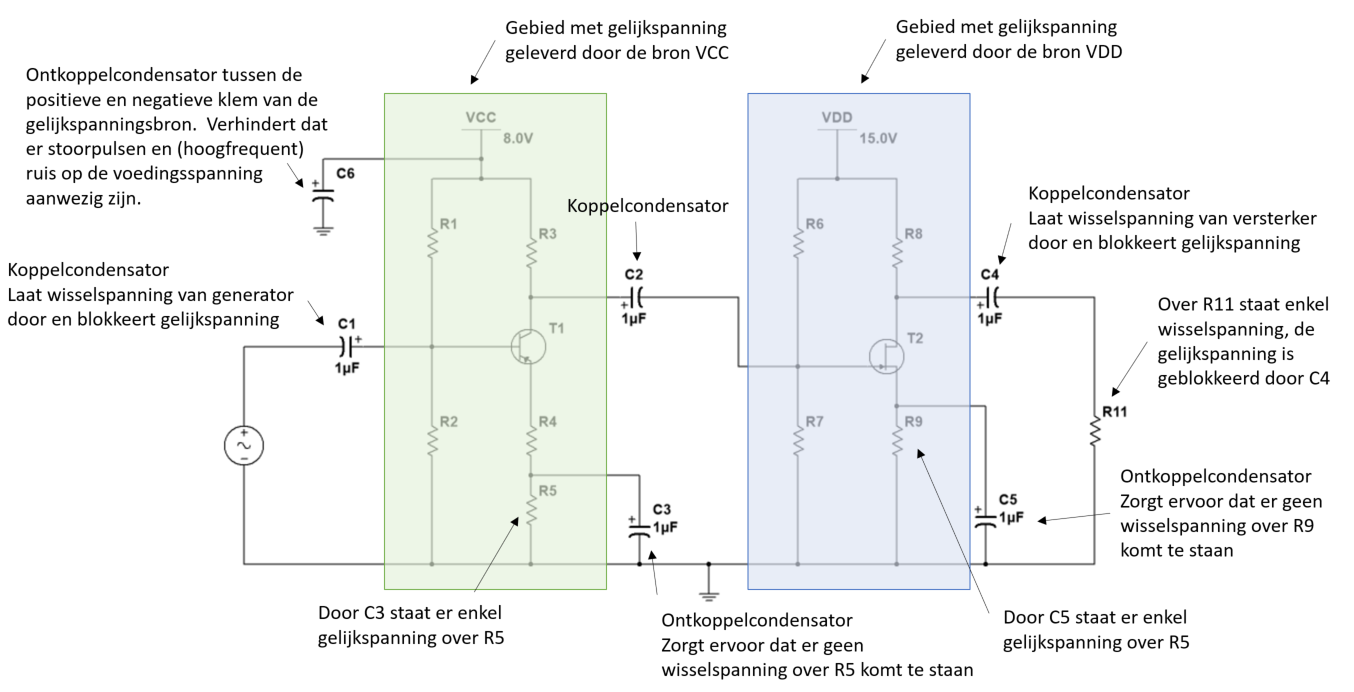 Gebied met gelijkspanning
geleverd door de bron VCC
Gebied met gelijkspanning
geleverd door de bron VDD
Ontkoppelcondensator tussen de
positieve en negatieve klem van de
gelijkspanningsbron. Verhindert dat
er stoorpulsen en (hoogfrequent)
ruis op de voedingsspanning
aanwezig zijn.
VCC
8.0V
VDD
15.0V
+
C6
Koppelcondensator
Koppelcondensator
Laat wisselspanning van versterker
door en blokkeert gelijkspanning
R1
R3
R6
R8
Koppelcondensator
Laat wisselspanning van generator
door en blokkeert gelijkspanning
C2
+
1µF
C4
+
1µF
Over R11 staat enkel
wisselspanning, de
gelijkspanning is
geblokkeerd door C4
C1
+
1µF
T1
T2
R2
R4
R7
R9
R11
+
~
−
R5
C3
+
1µF
C5
+
1µF
Ontkoppelcondensator
Zorgt ervoor dat er geen
wisselspanning over R9
komt te staan
Door C3 staat er enkel
gelijkspanning over R5
Ontkoppelcondensator
Zorgt ervoor dat er geen
wisselspanning over R5 komt te staan
Door C5 staat er enkel
gelijkspanning over R5